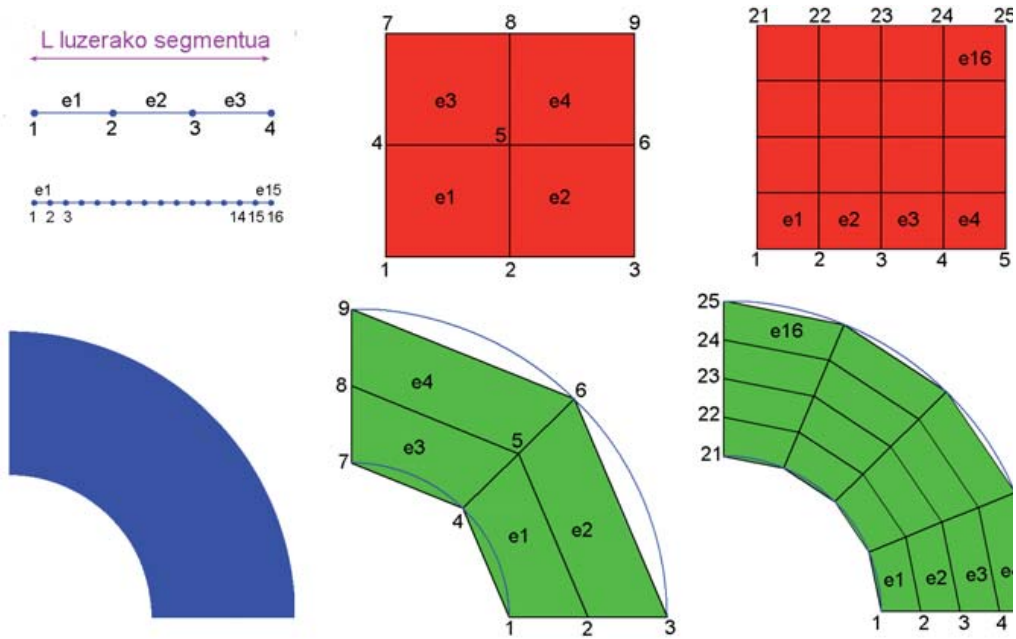 L luzerako segmentua
e1 e2 e3
1 2 3 4
e1 e15
1 2 3 14 15 16
7 8 9
e3 e4
4 5 6
e1 e2
1 2 3
21 22 23 24 25
e16
e1 e2 e3 e4
1 2 3 4 5
9
e4 6
8
5
e3
7
4 e1 e2
1 2 3
25
e16
24
23
22
21
e1 e2 e3
1 2 3 4